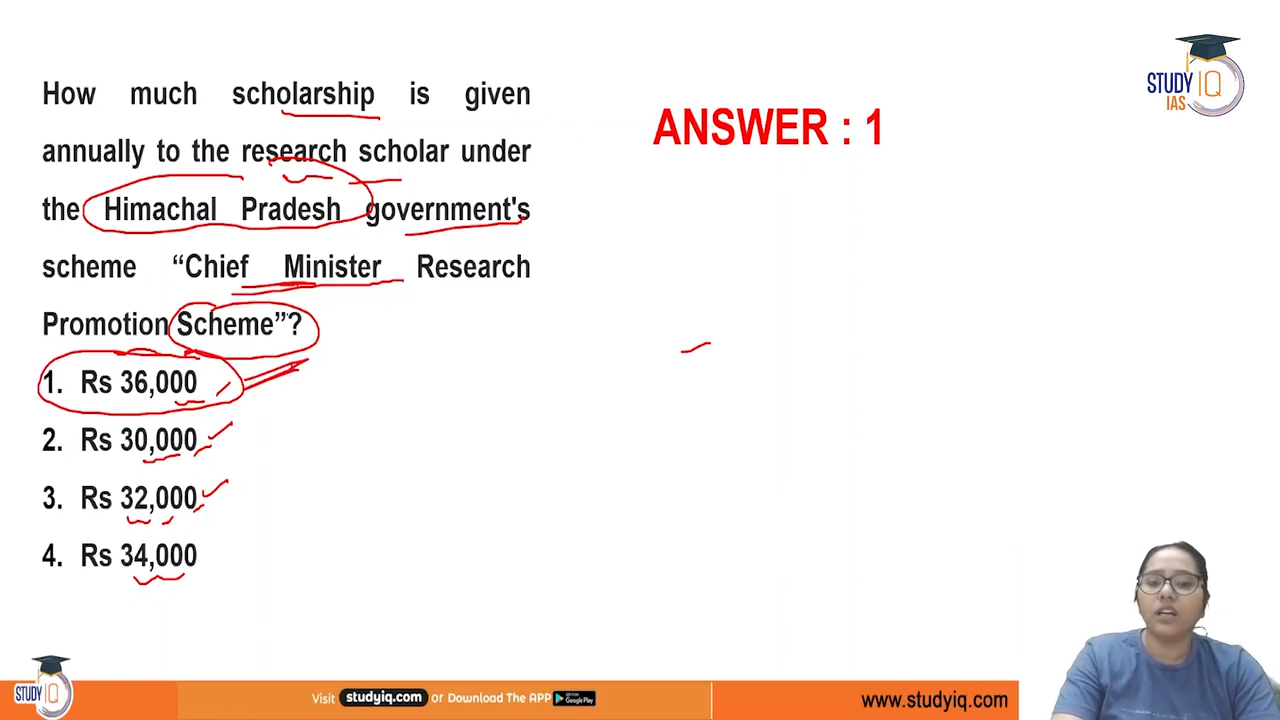 STUDY IQ
IAS
How much scholarship is given
annually to the research scholar under
the Himachal Pradesh government's
scheme “Chief Minister Research
Promotion Scheme”?
1. Rs 36,000
2. Rs 30,000
3. Rs 32,000
4. Rs 34,000
ANSWER : 1
STUDY IQ
Visit studyiq.com or Download The APP Google Play
www.studyiq.com